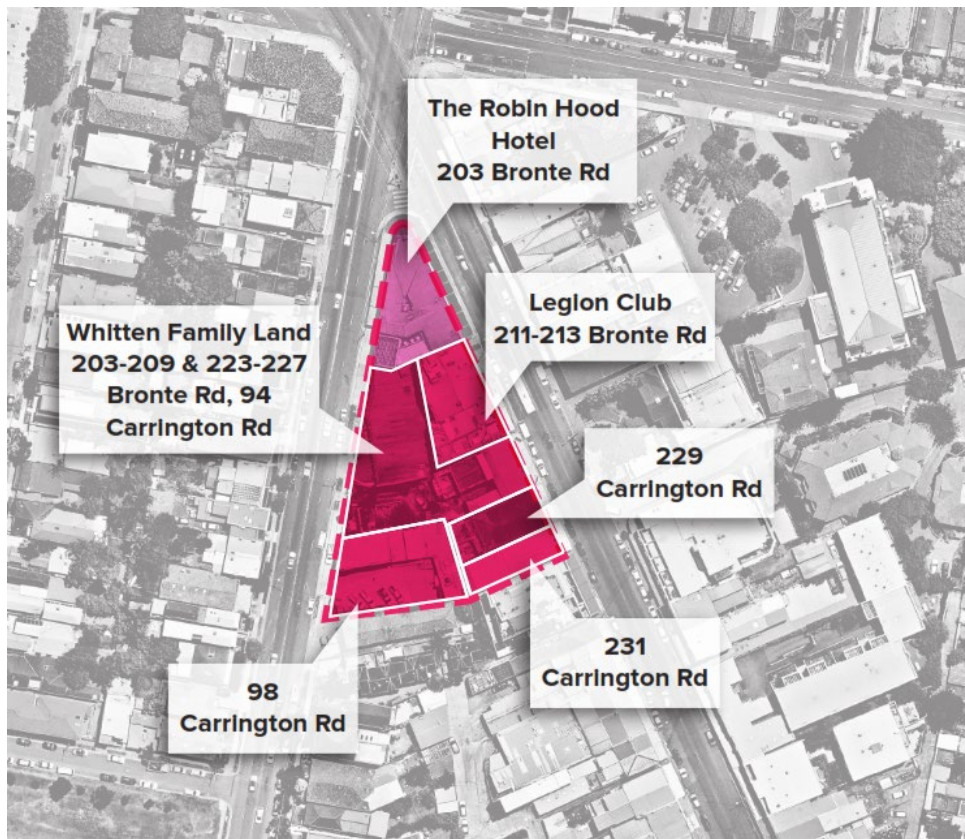 The Robin Hood
Hotel
203 Bronte Rd
Legion Club
211-213 Bronte Rd
Whitten Family Land
203-209 & 223-227
Bronte Rd, 94
Carrington Rd
229
Carrington Rd
231
Carrington Rd
98
Carrington Rd